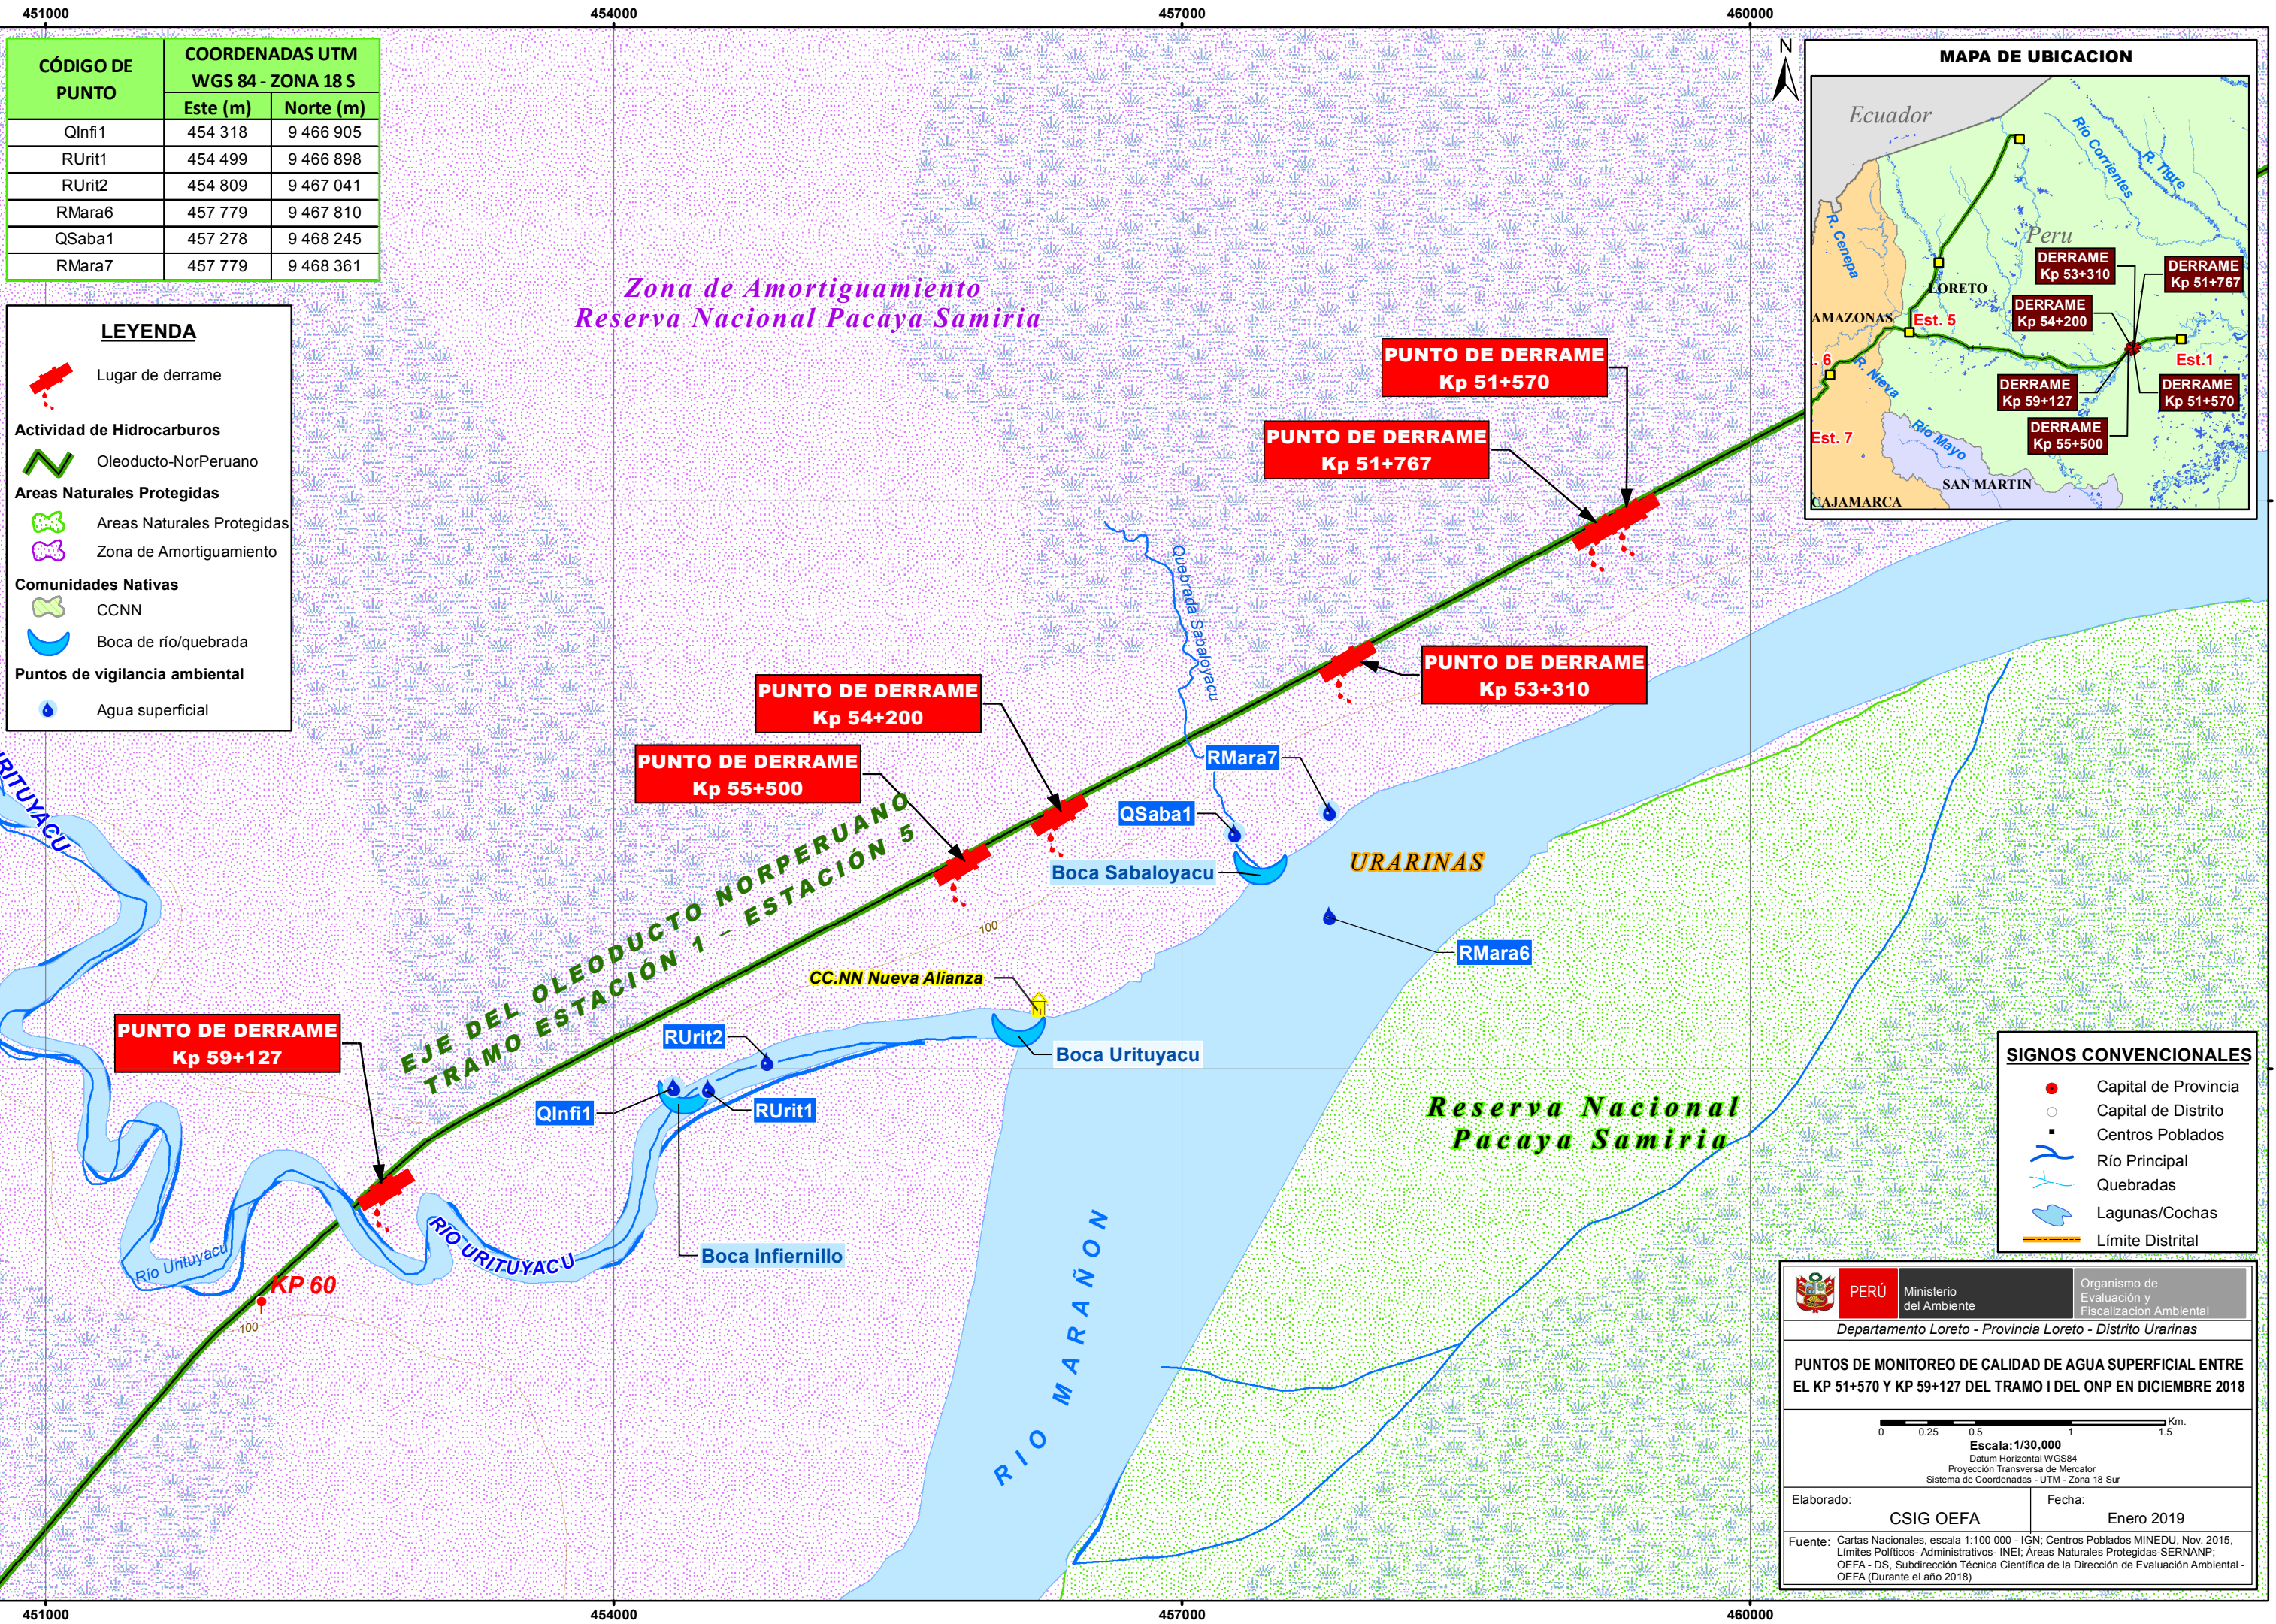 451000
454000
457000
460000
CÓDIGO DE PUNTO
COORDENADAS UTM
WGS 84 - ZONA 18 S
Este (m) Norte (m)
QInfi1 454 318 9 466 905
RUrit1 454 499 9 466 898
RUrit2 454 809 9 467 041
RMara6 457 779 9 467 810
QSaba1 457 278 9 468 245
RMara7 457 779 9 468 361
LEYENDA
Lugar de derrame
Actividad de Hidrocarburos
Oleoducto-NorPeruano
Areas Naturales Protegidas
Areas Naturales Protegidas
Zona de Amortiguamiento
Comunidades Nativas
CCNN
Boca de río/quebrada
Puntos de vigilancia ambiental
Agua superficial
Zona de Amortiguamiento
Reserva Nacional Pacaya Samiria
PUNTO DE DERRAME
Kp 51+570
PUNTO DE DERRAME
Kp 51+767
PUNTO DE DERRAME
Kp 53+310
PUNTO DE DERRAME
Kp 54+200
PUNTO DE DERRAME
Kp 55+500
PUNTO DE DERRAME
Kp 59+127
Quebrada Sabaloyacu
RMara7
QSaba1
Boca Sabaloyacu
URARINAS
RMara6
EJE DEL OLEODUCTO NORPERUANO
TRAMO ESTACIÓN 1 - ESTACIÓN 5
100
CC.NN Nueva Alianza
Boca Urituyacu
RUrit2
QInfi1
RUrit1
Boca Infiernillo
RITUYACU
RIO URITUYACU
Río Urituyacu
KP 60
100
RIO MARAÑON
Reserva Nacional
Pacaya Samiria
N
MAPA DE UBICACION
Ecuador
Río Corrientes
R. Tigre
R. Cenepa
Peru
DERRAME
Kp 53+310
DERRAME
Kp 51+767
LORETO
DERRAME
Kp 54+200
AMAZONAS
Est. 5
. 6
R. Nieva
Est.1
DERRAME
Kp 59+127
DERRAME
Kp 51+570
DERRAME
Kp 55+500
Est. 7
Río Mayo
SAN MARTIN
CAJAMARCA
SIGNOS CONVENCIONALES
Capital de Provincia
Capital de Distrito
Centros Poblados
Río Principal
Quebradas
Lagunas/Cochas
Límite Distrital
PERÚ
Ministerio
del Ambiente
Organismo de
Evaluación y
Fiscalizacion Ambiental
Departamento Loreto - Provincia Loreto - Distrito Urarinas
PUNTOS DE MONITOREO DE CALIDAD DE AGUA SUPERFICIAL ENTRE
EL KP 51+570 Y KP 59+127 DEL TRAMO I DEL ONP EN DICIEMBRE 2018
Km.
0 0.25 0.5 1 1.5
Escala:1/30,000
Datum Horizontal WGS84
Proyección Transversa de Mercator
Sistema de Coordenadas - UTM - Zona 18 Sur
Elaborado:
CSIG OEFA
Fecha:
Enero 2019
Fuente: Cartas Nacionales, escala 1:100 000 - IGN; Centros Poblados MINEDU, Nov. 2015,
Límites Políticos- Administrativos- INEI; Áreas Naturales Protegidas-SERNANP;
OEFA - DS, Subdirección Técnica Científica de la Dirección de Evaluación Ambiental -
OEFA (Durante el año 2018)
451000
454000
457000
460000